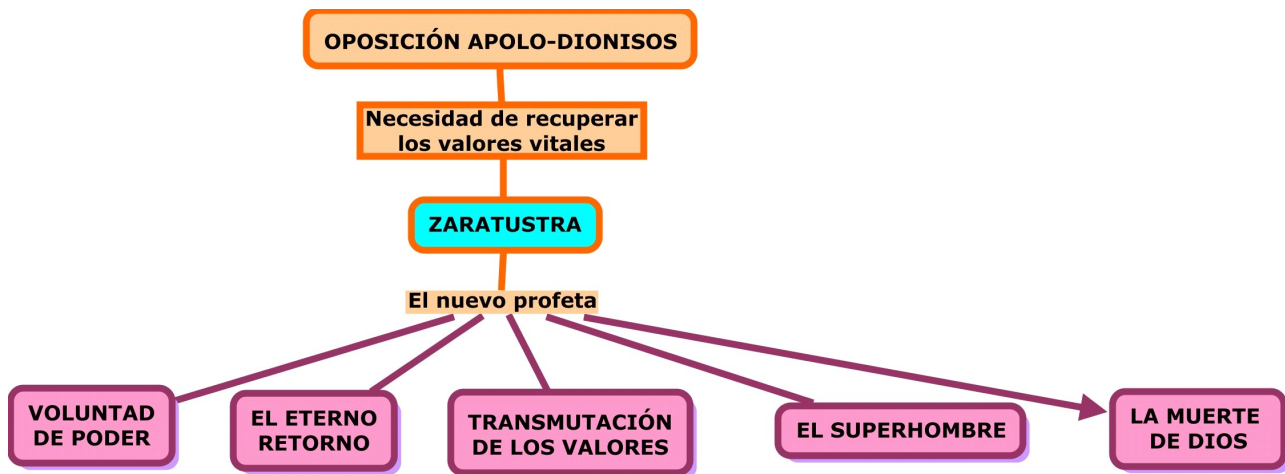 OPOSICIÓN APOLO-DIONISOS
Necesidad de recuperar
los valores vitales
ZARATUSTRA
El nuevo profeta
VOLUNTAD
DE PODER
EL ETERNO
RETORNO
TRANSMUTACIÓN
DE LOS VALORES
EL SUPERHOMBRE
LA MUERTE
DE DIOS